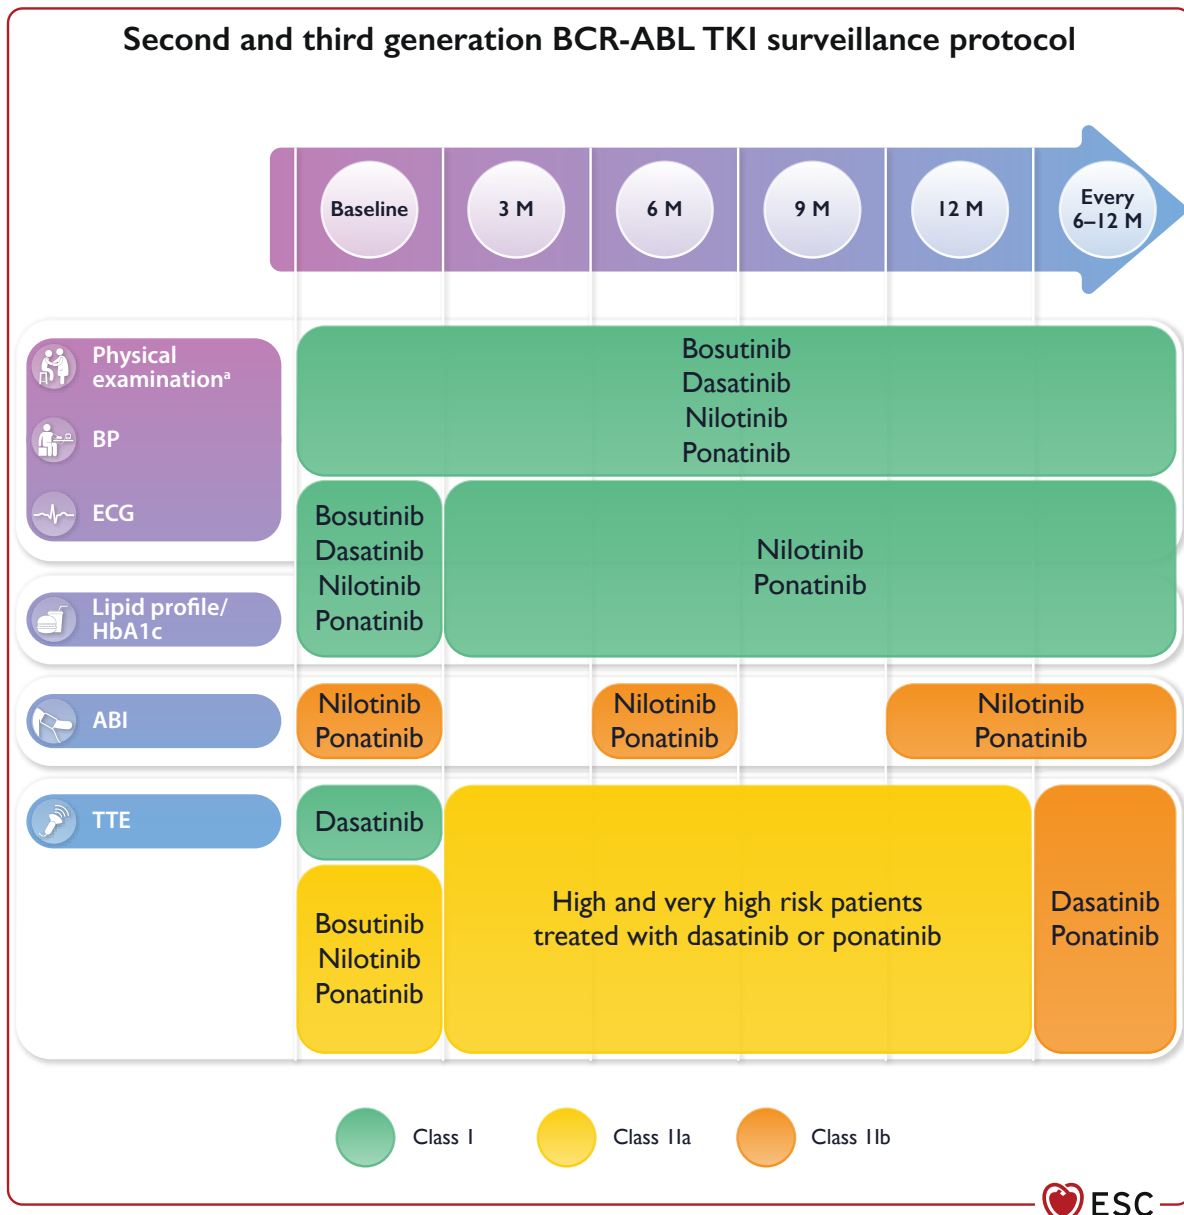 Second and third generation BCR-ABL TKI surveillance protocol
Baseline
3 M
6 M
9 M
12 M
Every
6–12 M
Physical
examinationᵃ
BP
ECG
Bosutinib
Dasatinib
Nilotinib
Ponatinib
Bosutinib
Dasatinib
Nilotinib
Ponatinib
Nilotinib
Ponatinib
Lipid profile/
HbA1c
ABI
Nilotinib
Ponatinib
Nilotinib
Ponatinib
Nilotinib
Ponatinib
TTE
Dasatinib
Bosutinib
Nilotinib
Ponatinib
High and very high risk patients
treated with dasatinib or ponatinib
Dasatinib
Ponatinib
Class 1
Class 11a
Class 11b
ESC